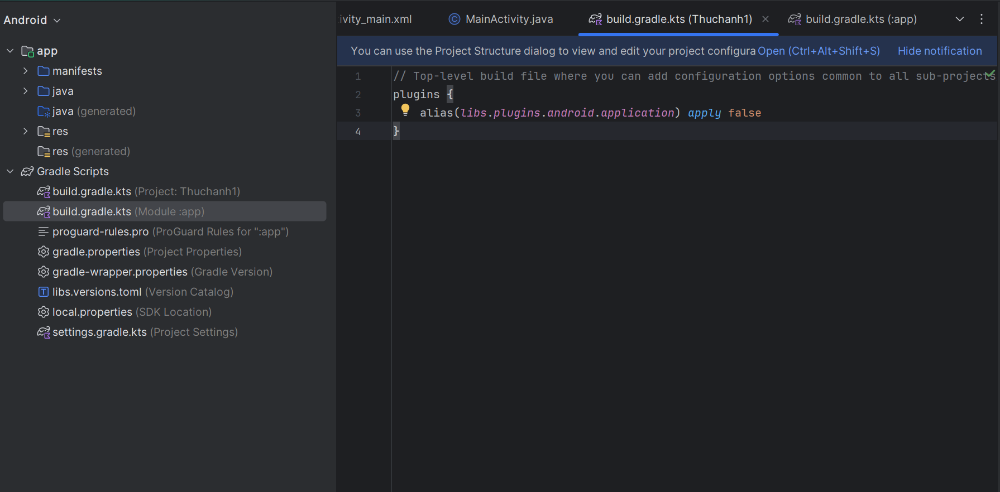 Android
app
manifests
java
java (generated)
res
res (generated)
Gradle Scripts
build.gradle.kts (Project: Thuchanh1)
build.gradle.kts (Module :app)
proguard-rules.pro (ProGuard Rules for ":app")
gradle.properties (Project Properties)
gradle-wrapper.properties (Gradle Version)
libs.versions.toml (Version Catalog)
local.properties (SDK Location)
settings.gradle.kts (Project Settings)
ivity_main.xml
MainActivity.java
build.gradle.kts (Thuchanh1)
build.gradle.kts (:app)
You can use the Project Structure dialog to view and edit your project configura Open (Ctrl+Alt+Shift+S) Hide notification
1 // Top-level build file where you can add configuration options common to all sub-projects
2 plugins {
3 alias(libs.plugins.android.application) apply false
4 }